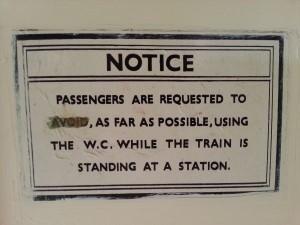 NOTICE
PASSENGERS ARE REQUESTED TO
AVOID, AS FAR AS POSSIBLE, USING
THE W.C. WHILE THE TRAIN IS
STANDING AT A STATION.